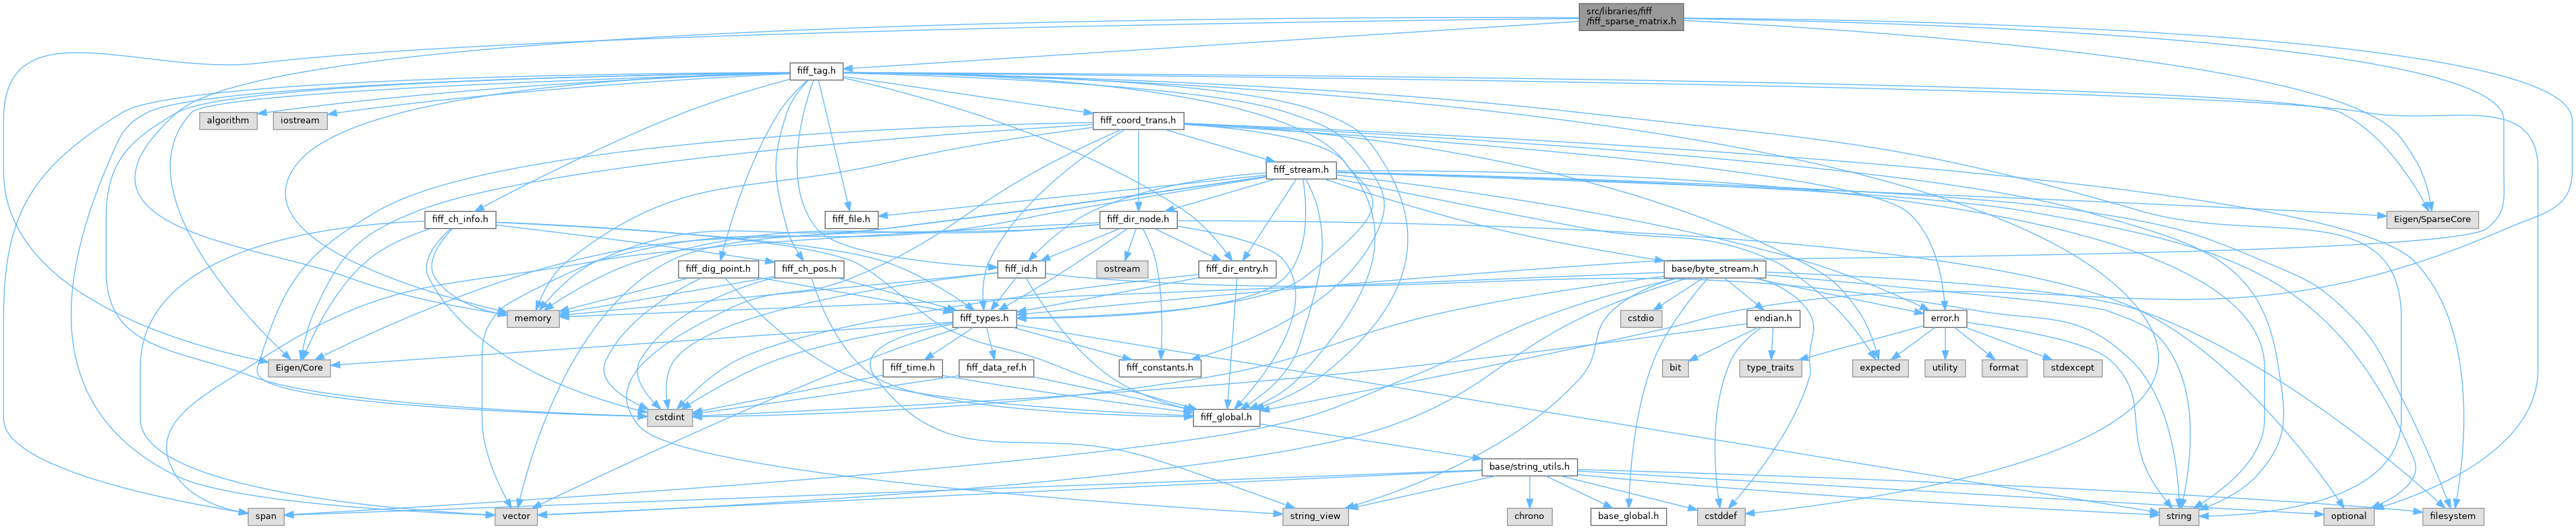 src/libraries/fiff
/fiff_sparse_matrix.h
fiff_tag.h
algorithm
iostream
fiff_coord_trans.h
fiff_stream.h
fiff_ch_info.h
fiff_file.h
fiff_dir_node.h
Eigen/SparseCore
fiff_dig_point.h
fiff_ch_pos.h
fiff_id.h
ostream
fiff_dir_entry.h
base/byte_stream.h
memory
fiff_types.h
cstdio
endian.h
error.h
Eigen/Core
fiff_time.h
fiff_data_ref.h
fiff_constants.h
bit
type_traits
expected
utility
format
stdexcept
cstdint
fiff_global.h
base/string_utils.h
span
vector
string_view
chrono
base_global.h
cstddef
string
optional
filesystem